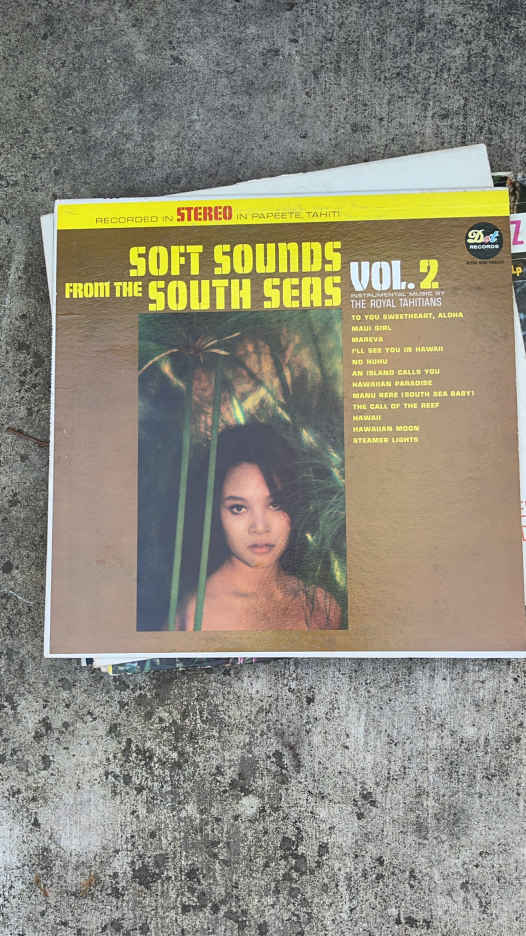 RECORDED IN STEREO IN PAPEETE, TAHITI
Dot
RECORDS
SOFT SOUNDS
FROM THE SOUTH SEAS
VOL. 2
INSTRUMENTAL MUSIC BY
THE ROYAL TAHITIANS
TO YOU SWEETHEART, ALOHA
MAUI GIRL
MAREVA
I'LL SEE YOU IN HAWAII
NO HUHU
AN ISLAND CALLS YOU
HAWAIIAN PARADISE
MANU RERE (SOUTH SEA BABY)
THE CALL OF THE REEF
HAWAII
HAWAIIAN MOON
STEAMER LIGHTS